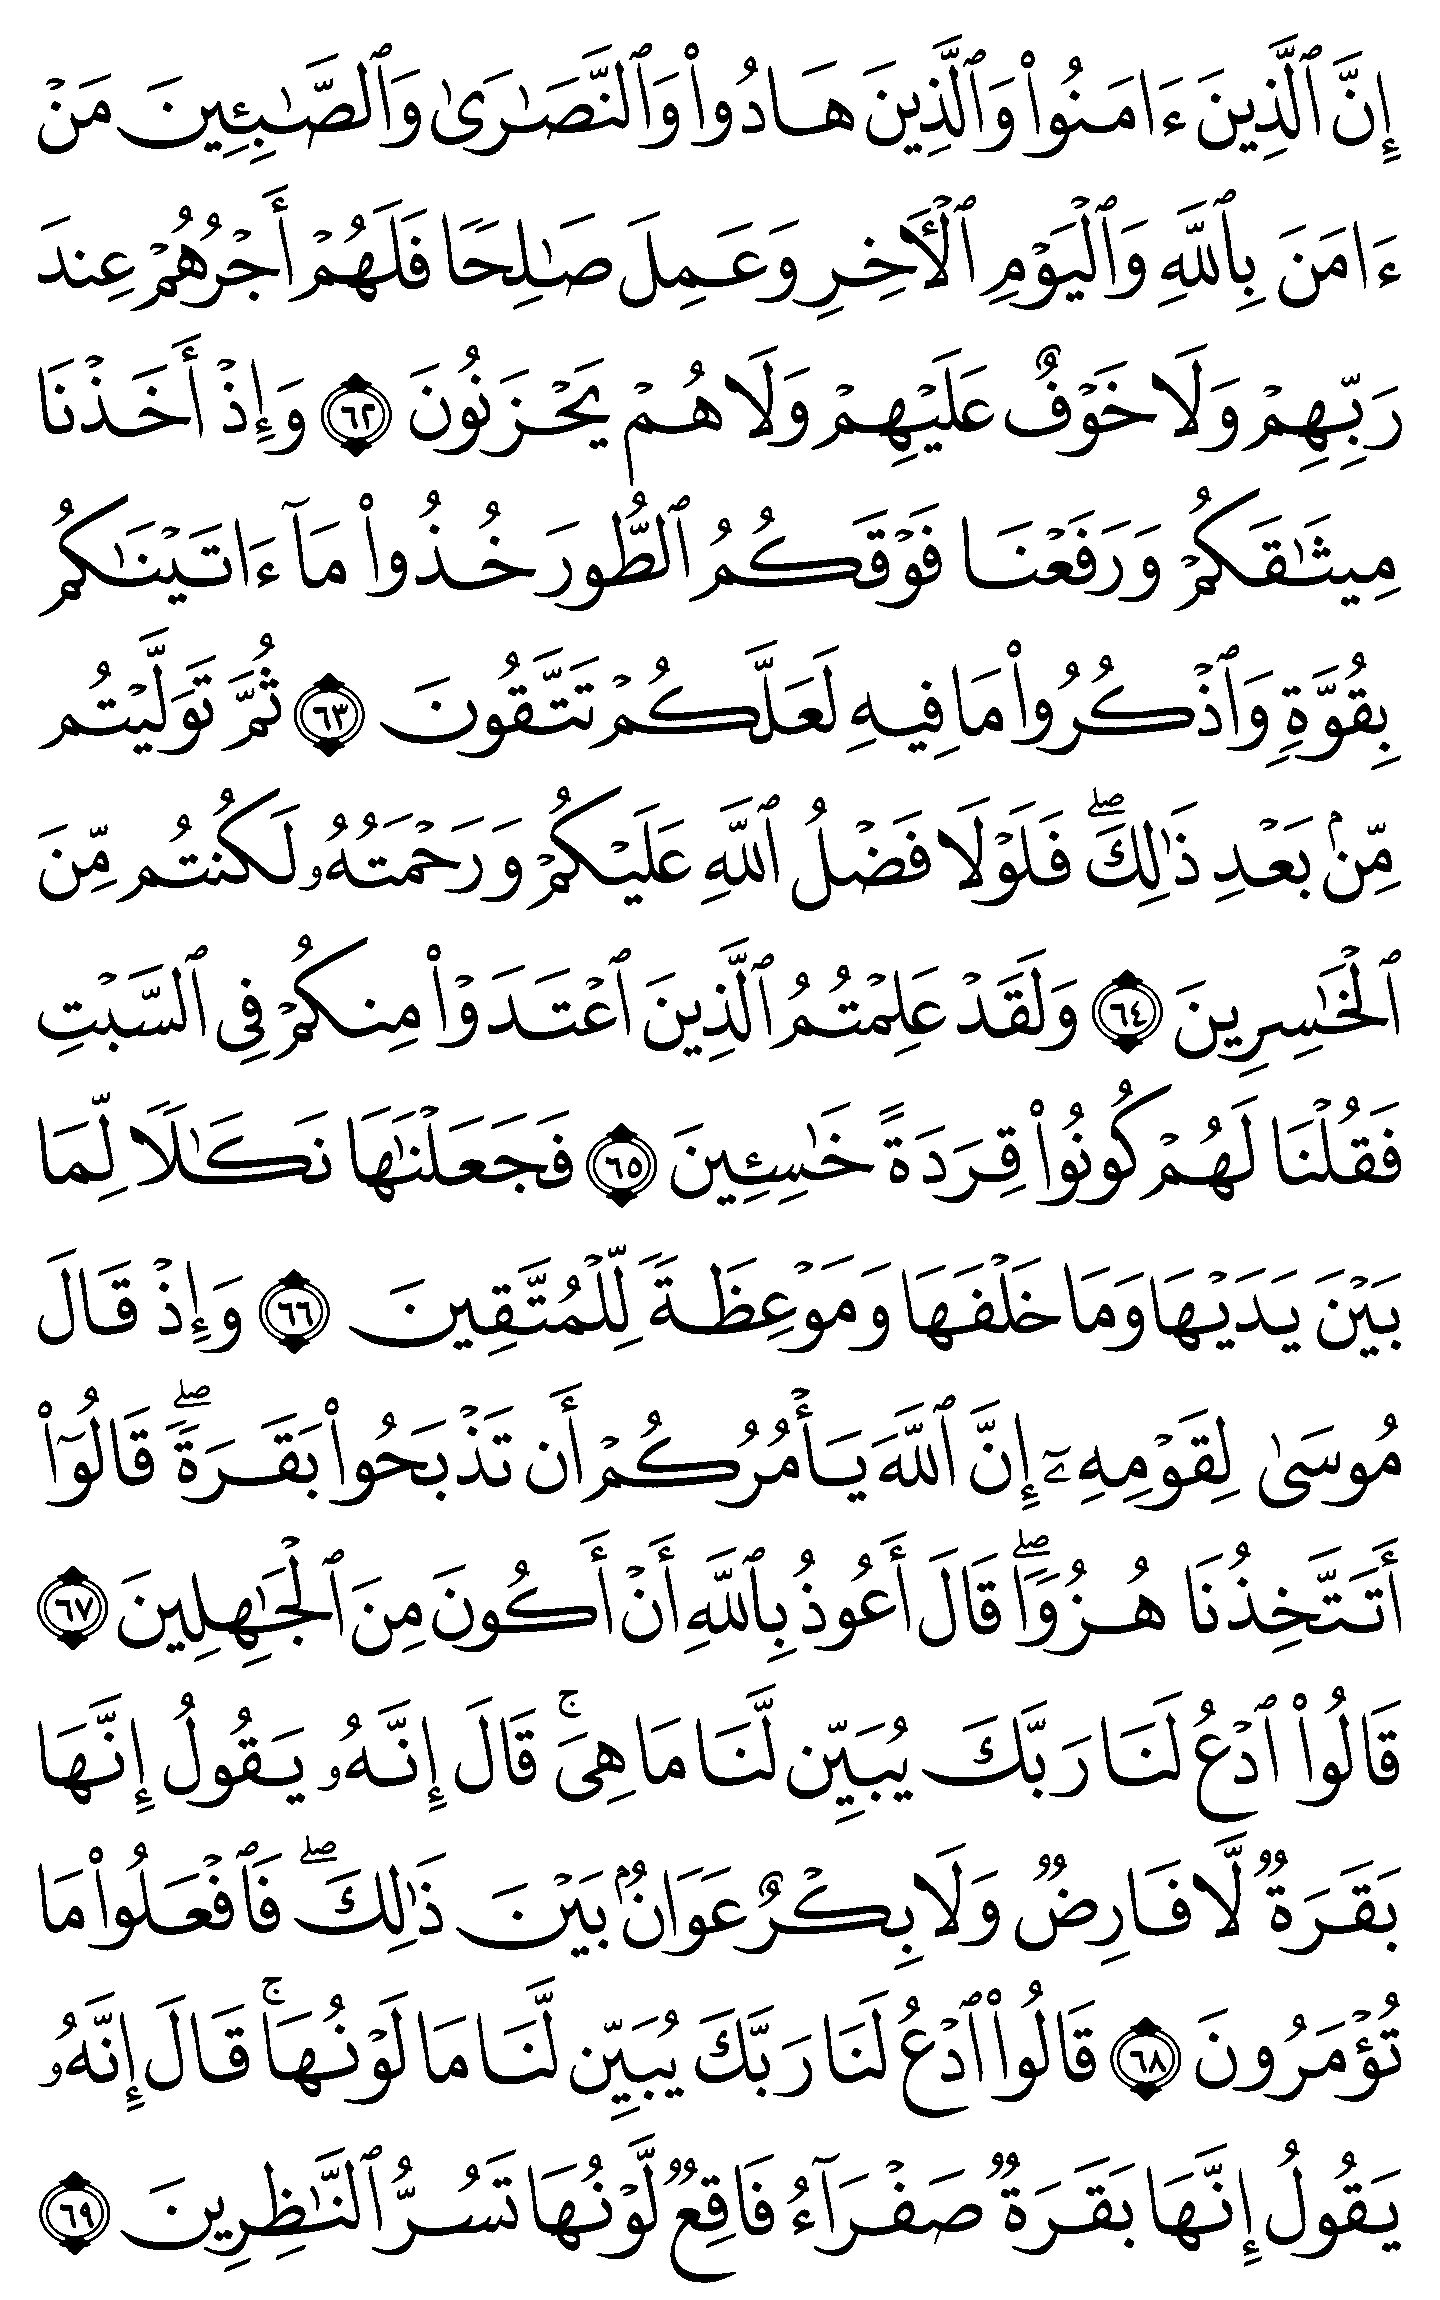 إِنَّ ٱلَّذِينَ ءَامَنُوا۟ وَٱلَّذِينَ هَادُوا۟ وَٱلنَّصَـٰرَىٰ وَٱلصَّـٰبِـِٔينَ مَنْ
ءَامَنَ بِٱللَّهِ وَٱلْيَوْمِ ٱلْـَٔاخِرِ وَعَمِلَ صَـٰلِحًا فَلَهُمْ أَجْرُهُمْ عِندَ
رَبِّهِمْ وَلَا خَوْفٌ عَلَيْهِمْ وَلَا هُمْ يَحْزَنُونَ ٦٢ وَإِذْ أَخَذْنَا
مِيثَـٰقَكُمْ وَرَفَعْنَا فَوْقَكُمُ ٱلطُّورَ خُذُوا۟ مَآ ءَاتَيْنَـٰكُم
بِقُوَّةٍ وَٱذْكُرُوا۟ مَا فِيهِ لَعَلَّكُمْ تَتَّقُونَ ٦٣ ثُمَّ تَوَلَّيْتُم
مِّنۢ بَعْدِ ذَٰلِكَ ۖ فَلَوْلَا فَضْلُ ٱللَّهِ عَلَيْكُمْ وَرَحْمَتُهُۥ لَكُنتُم مِّنَ
ٱلْخَـٰسِرِينَ ٦٤ وَلَقَدْ عَلِمْتُمُ ٱلَّذِينَ ٱعْتَدَوْا۟ مِنكُمْ فِى ٱلسَّبْتِ
فَقُلْنَا لَهُمْ كُونُوا۟ قِرَدَةً خَـٰسِـِٔينَ ٦٥ فَجَعَلْنَـٰهَا نَكَـٰلًا لِّمَا
بَيْنَ يَدَيْهَا وَمَا خَلْفَهَا وَمَوْعِظَةً لِّلْمُتَّقِينَ ٦٦ وَإِذْ قَالَ
مُوسَىٰ لِقَوْمِهِۦٓ إِنَّ ٱللَّهَ يَأْمُرُكُمْ أَن تَذْبَحُوا۟ بَقَرَةً ۖ قَالُوٓا۟
أَتَتَّخِذُنَا هُزُوًا ۖ قَالَ أَعُوذُ بِٱللَّهِ أَنْ أَكُونَ مِنَ ٱلْجَـٰهِلِينَ ٦٧
قَالُوا۟ ٱدْعُ لَنَا رَبَّكَ يُبَيِّن لَّنَا مَا هِىَ ۚ قَالَ إِنَّهُۥ يَقُولُ إِنَّهَا
بَقَرَةٌ لَّا فَارِضٌ وَلَا بِكْرٌ عَوَانٌۢ بَيْنَ ذَٰلِكَ ۖ فَٱفْعَلُوا۟ مَا
تُؤْمَرُونَ ٦٨ قَالُوا۟ ٱدْعُ لَنَا رَبَّكَ يُبَيِّن لَّنَا مَا لَوْنُهَا ۚ قَالَ إِنَّهُۥ
يَقُولُ إِنَّهَا بَقَرَةٌ صَفْرَآءُ فَاقِعٌ لَّوْنُهَا تَسُرُّ ٱلنَّـٰظِرِينَ ٦٩